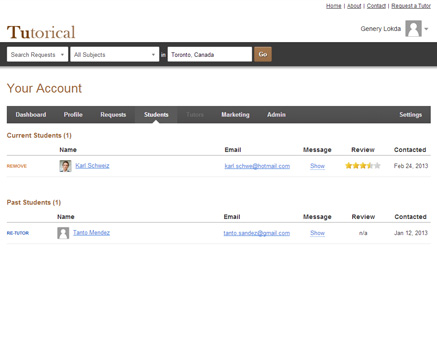 Home | About | Contact | Request a Tutor
Tutorical
Genery Lokda
Search Requests All Subjects in Toronto, Canada Go
Your Account
Dashboard Profile Requests Students Tutors Marketing Admin Settings
Current Students (1)
Name Email Message Review Contacted
REMOVE Karl Schweiz karl.schwe@hotmail.com Show Feb 24, 2013
Past Students (1)
Name Email Message Review Contacted
RE-TUTOR Tanto Mendez tanto.sandez@gmail.com Show n/a Jan 12, 2013